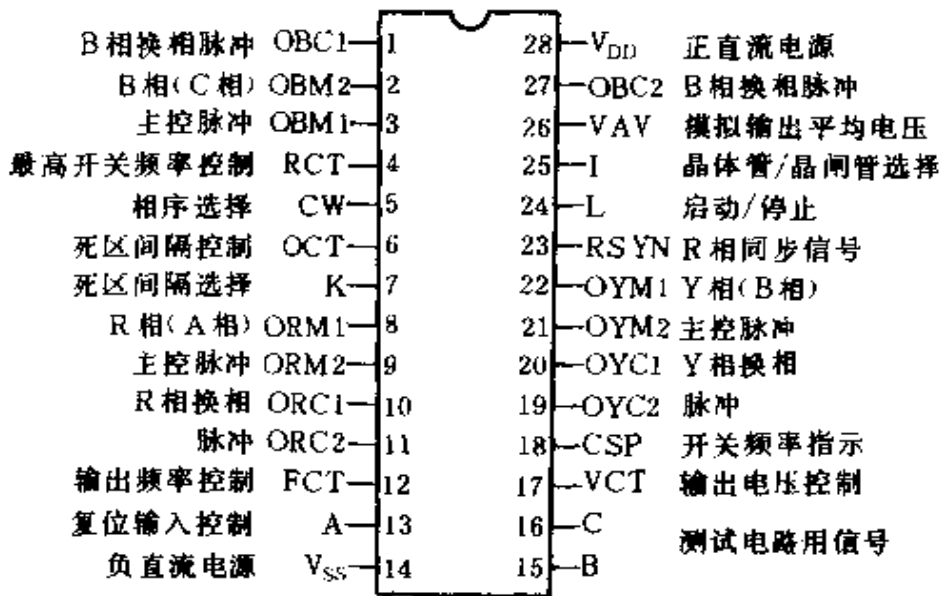 B相换相脉冲 OBC1 1 28 V_DD 正直流电源
B相(C相) OBM2 2 27 OBC2 B相换相脉冲
主控脉冲 OBM1 3 26 VAV 模拟输出平均电压
最高开关频率控制 RCT 4 25 I 晶体管/晶闸管选择
相序选择 CW 5 24 L 启动/停止
死区间隔控制 OCT 6 23 RSYN R相同步信号
死区间隔选择 K 7 22 OYM1 Y相(B相)
R相(A相) ORM1 8 21 OYM2 主控脉冲
主控脉冲 ORM2 9 20 OYC1 Y相换相
R相换相 ORC1 10 19 OYC2 脉冲
脉冲 ORC2 11 18 CSP 开关频率指示
输出频率控制 FCT 12 17 VCT 输出电压控制
复位输入控制 A 13 16 C 测试电路用信号
负直流电源 V_SS 14 15 B